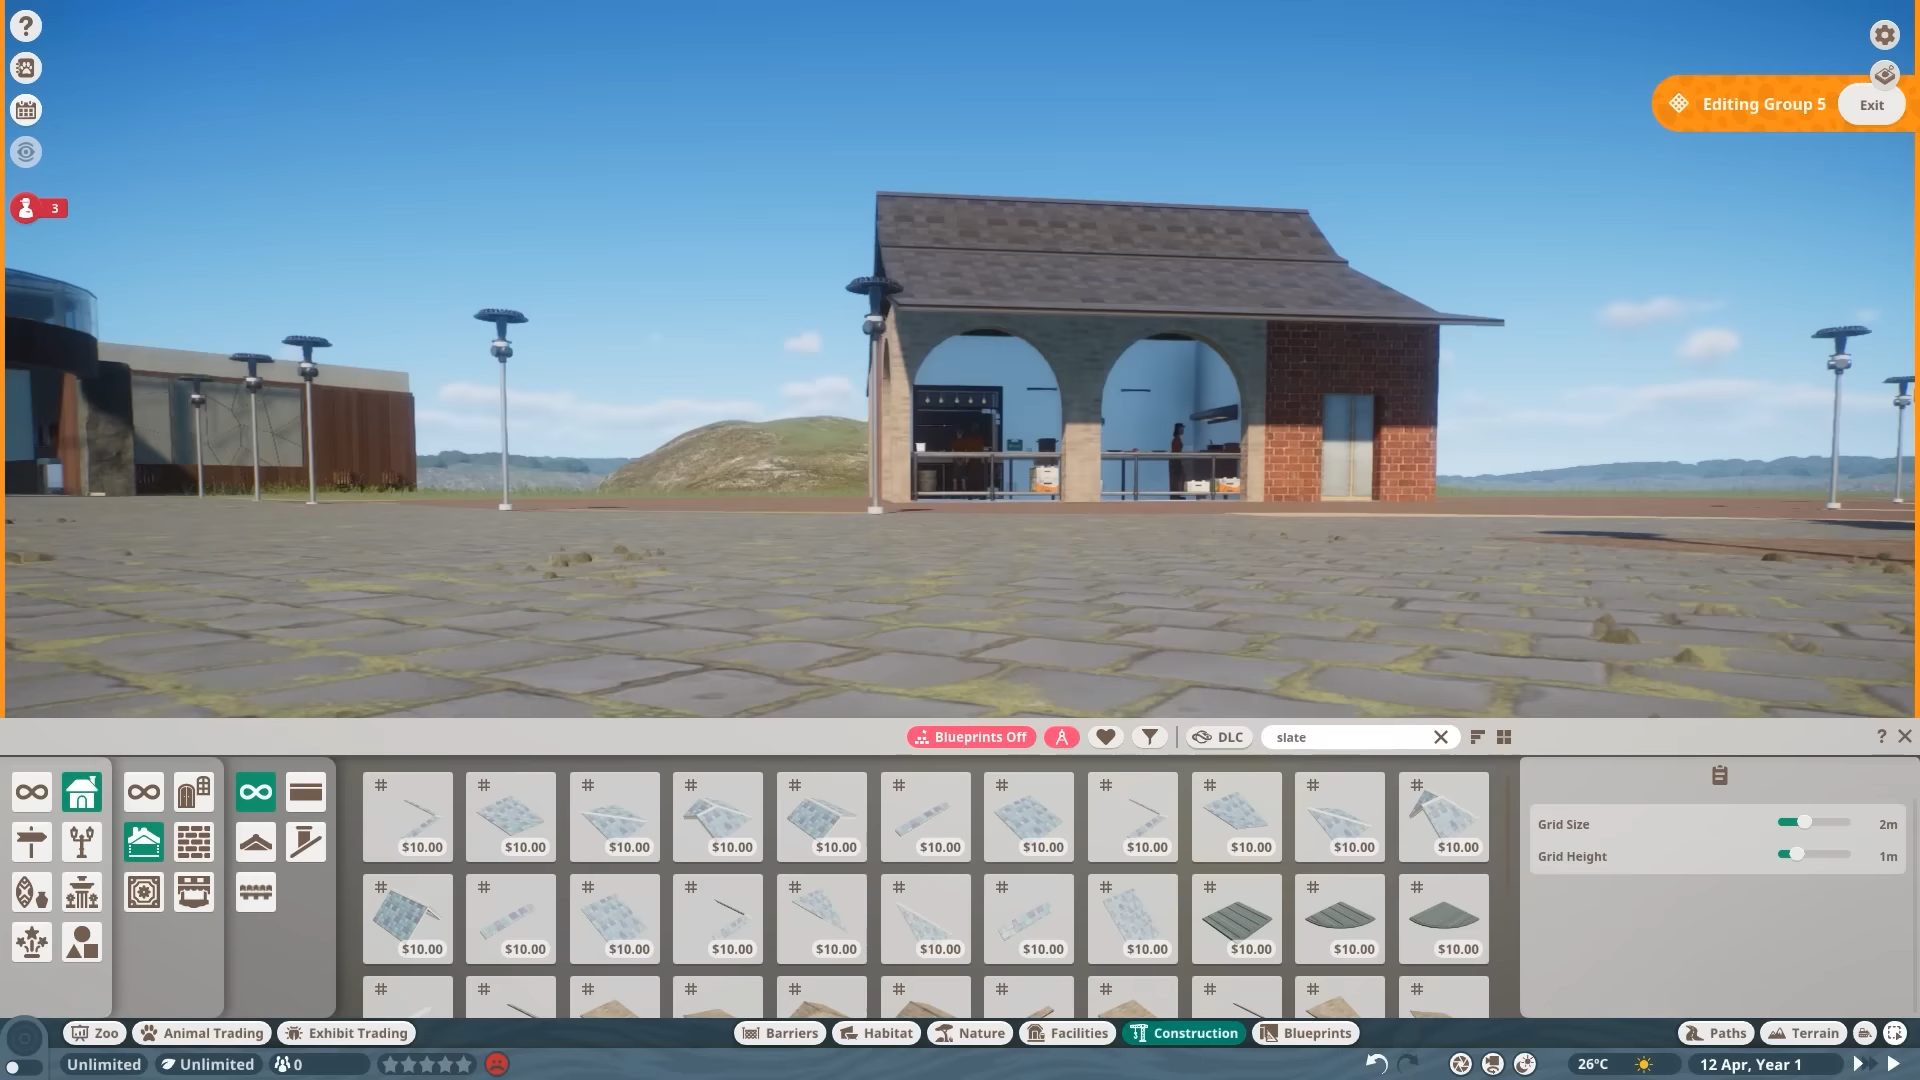 ?
Editing Group 5
Exit
3
Blueprints Off
DLC
slate
?
$10.00 $10.00 $10.00 $10.00 $10.00 $10.00 $10.00 $10.00 $10.00 $10.00 $10.00
$10.00 $10.00 $10.00 $10.00 $10.00 $10.00 $10.00 $10.00 $10.00 $10.00 $10.00
Grid Size 2m
Grid Height 1m
Zoo Animal Trading Exhibit Trading Barriers Habitat Nature Facilities Construction Blueprints Paths Terrain
Unlimited Unlimited 0 26°C 12 Apr, Year 1